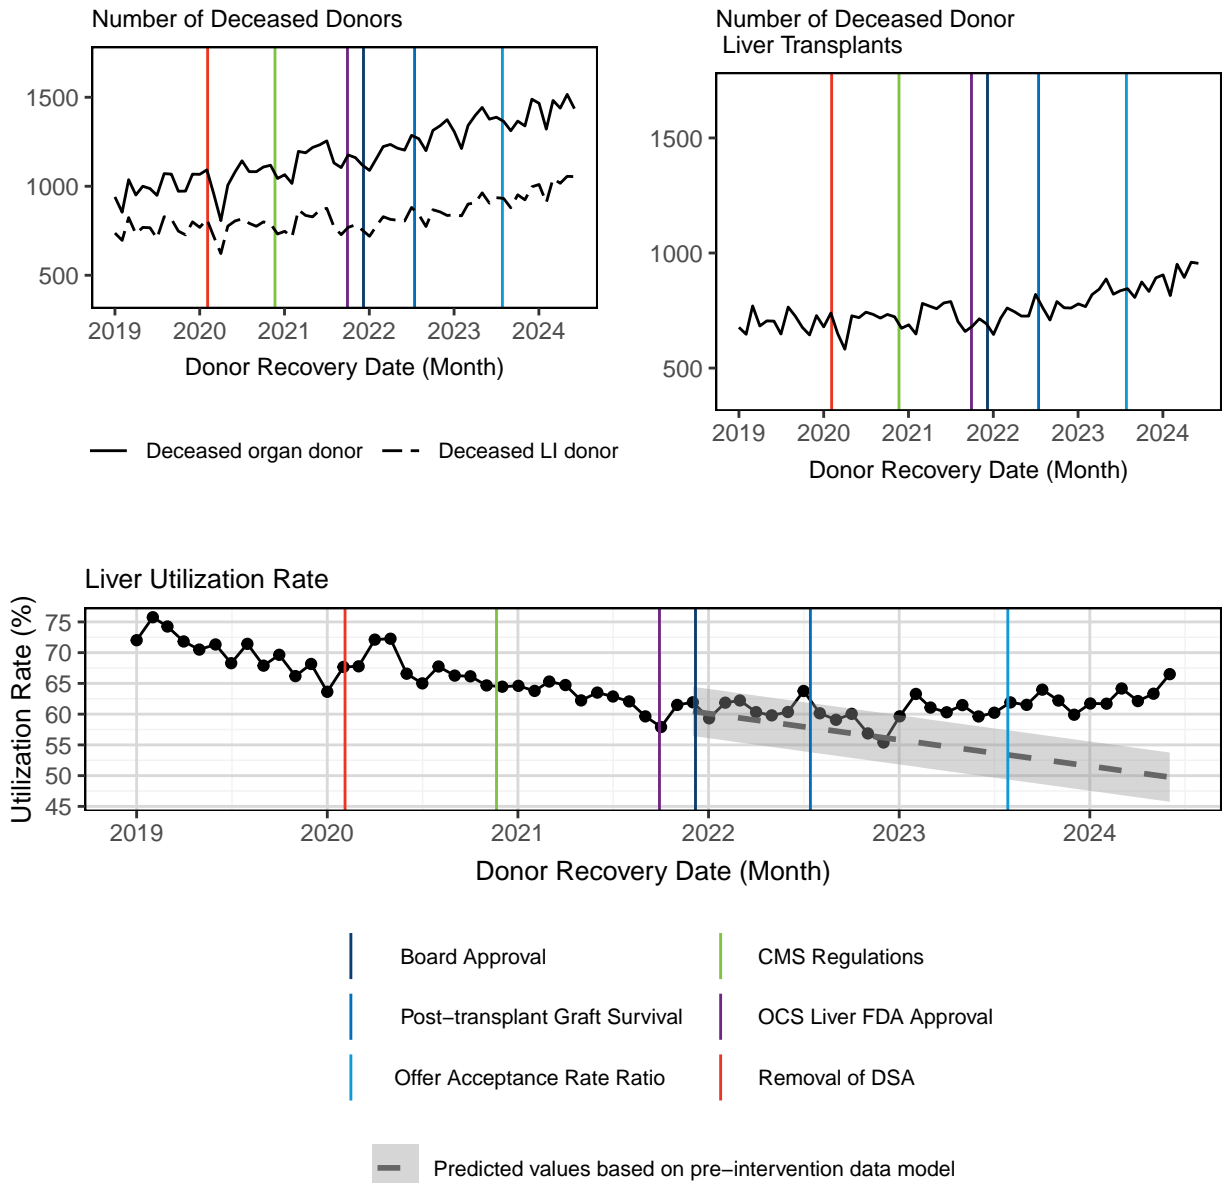 Number of Deceased Donors
1500
1000
500
2019 2020 2021 2022 2023 2024
Donor Recovery Date (Month)
Deceased organ donor Deceased LI donor
Number of Deceased Donor
Liver Transplants
1500
1000
500
2019 2020 2021 2022 2023 2024
Donor Recovery Date (Month)
Liver Utilization Rate
Utilization Rate (%)
75
70
65
60
55
50
45
2019 2020 2021 2022 2023 2024
Donor Recovery Date (Month)
Board Approval
Post−transplant Graft Survival
Offer Acceptance Rate Ratio
CMS Regulations
OCS Liver FDA Approval
Removal of DSA
Predicted values based on pre−intervention data model